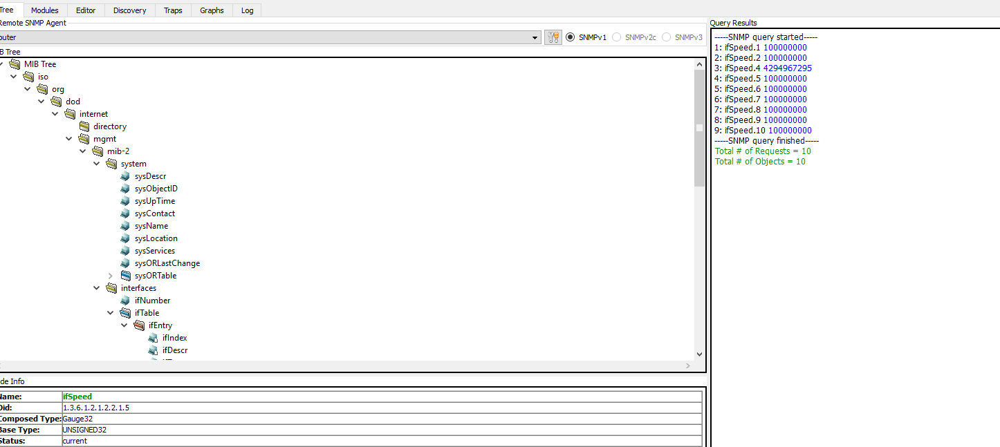 Tree Modules Editor Discovery Traps Graphs Log
Remote SNMP Agent
outer SNMPv1 SNMPv2c SNMPv3
B Tree
MIB Tree
iso
org
dod
internet
directory
mgmt
mib-2
system
sysDescr
sysObjectID
sysUpTime
sysContact
sysName
sysLocation
sysServices
sysORLastChange
sysORTable
interfaces
ifNumber
ifTable
ifEntry
ifIndex
ifDescr
de Info
Name: ifSpeed
Oid: 1.3.6.1.2.1.2.2.1.5
Composed Type: Gauge32
Base Type: UNSIGNED32
Status: current
Query Results
-----SNMP query started-----
1: ifSpeed.1 100000000
2: ifSpeed.2 100000000
3: ifSpeed.4 4294967295
4: ifSpeed.5 100000000
5: ifSpeed.6 100000000
6: ifSpeed.7 100000000
7: ifSpeed.8 100000000
8: ifSpeed.9 100000000
9: ifSpeed.10 100000000
-----SNMP query finished-----
Total # of Requests = 10
Total # of Objects = 10